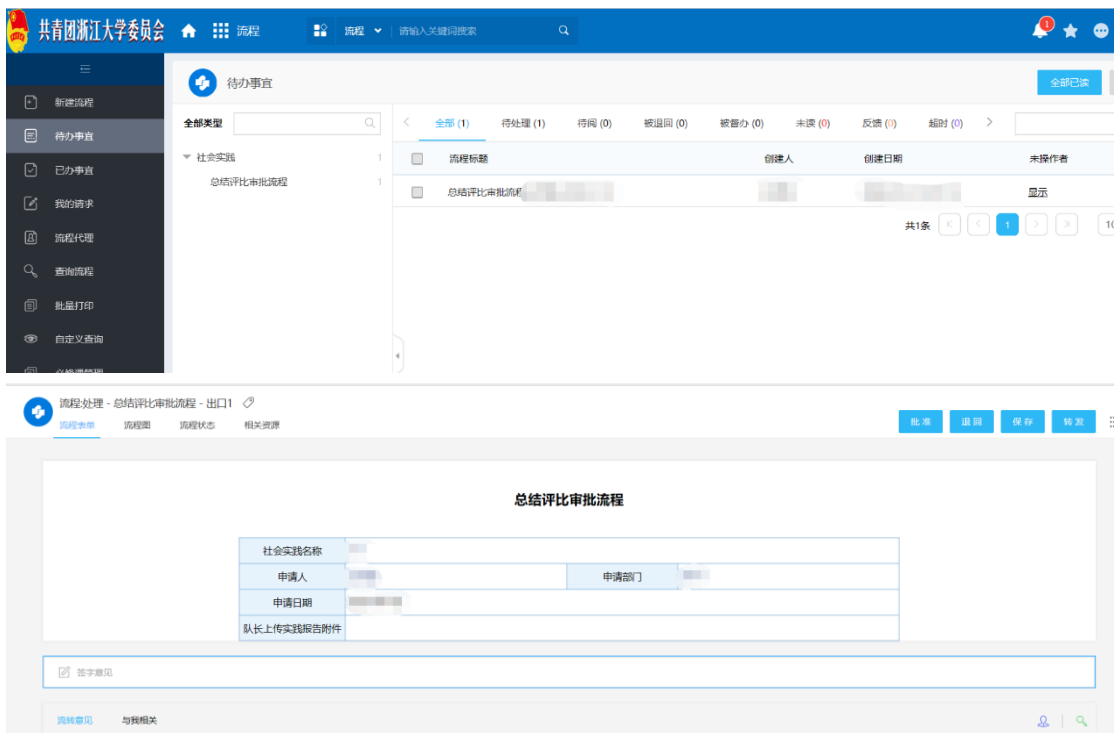 共青团浙江大学委员会 流程 流程 请输入关键词搜索 1
待办事宜 全部已读
新建流程
待办事宜
已办事宜
我的请求
流程代理
查询流程
批量打印
自定义查询
全部类型
社会实践 1
总结评比审批流程 1
全部 (1) 待处理 (1) 待阅 (0) 被退回 (0) 被督办 (0) 未读 (0) 反馈 (0) 超时 (0)
流程标题 创建人 创建日期 未操作者
总结评比审批流程 显示
共1条 1 10
流程:处理 - 总结评比审批流程 - 出口1
流程表单 流程图 流程状态 相关资源
批准 退回 保存 转发
总结评比审批流程
社会实践名称
申请人 申请部门
申请日期
队长上传实践报告附件
签字意见
流转意见 与我相关